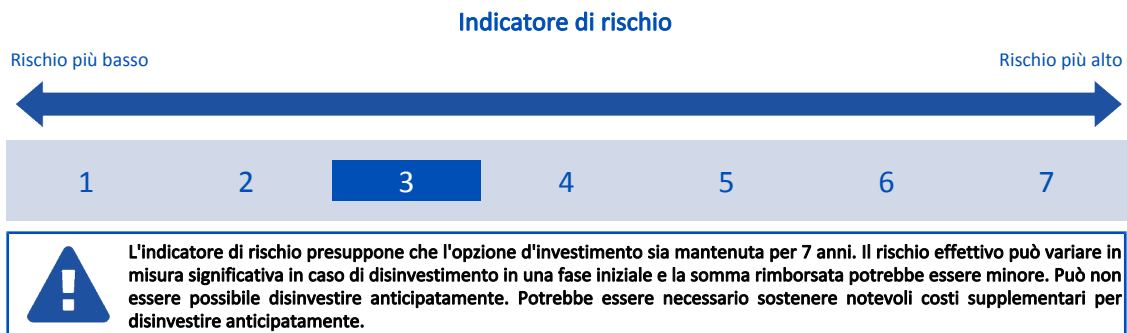 Indicatore di rischio
Rischio più basso
Rischio più alto
1 2 3 4 5 6 7
L'indicatore di rischio presuppone che l'opzione d'investimento sia mantenuta per 7 anni. Il rischio effettivo può variare in
misura significativa in caso di disinvestimento in una fase iniziale e la somma rimborsata potrebbe essere minore. Può non
essere possibile disinvestire anticipatamente. Potrebbe essere necessario sostenere notevoli costi supplementari per
disinvestire anticipatamente.